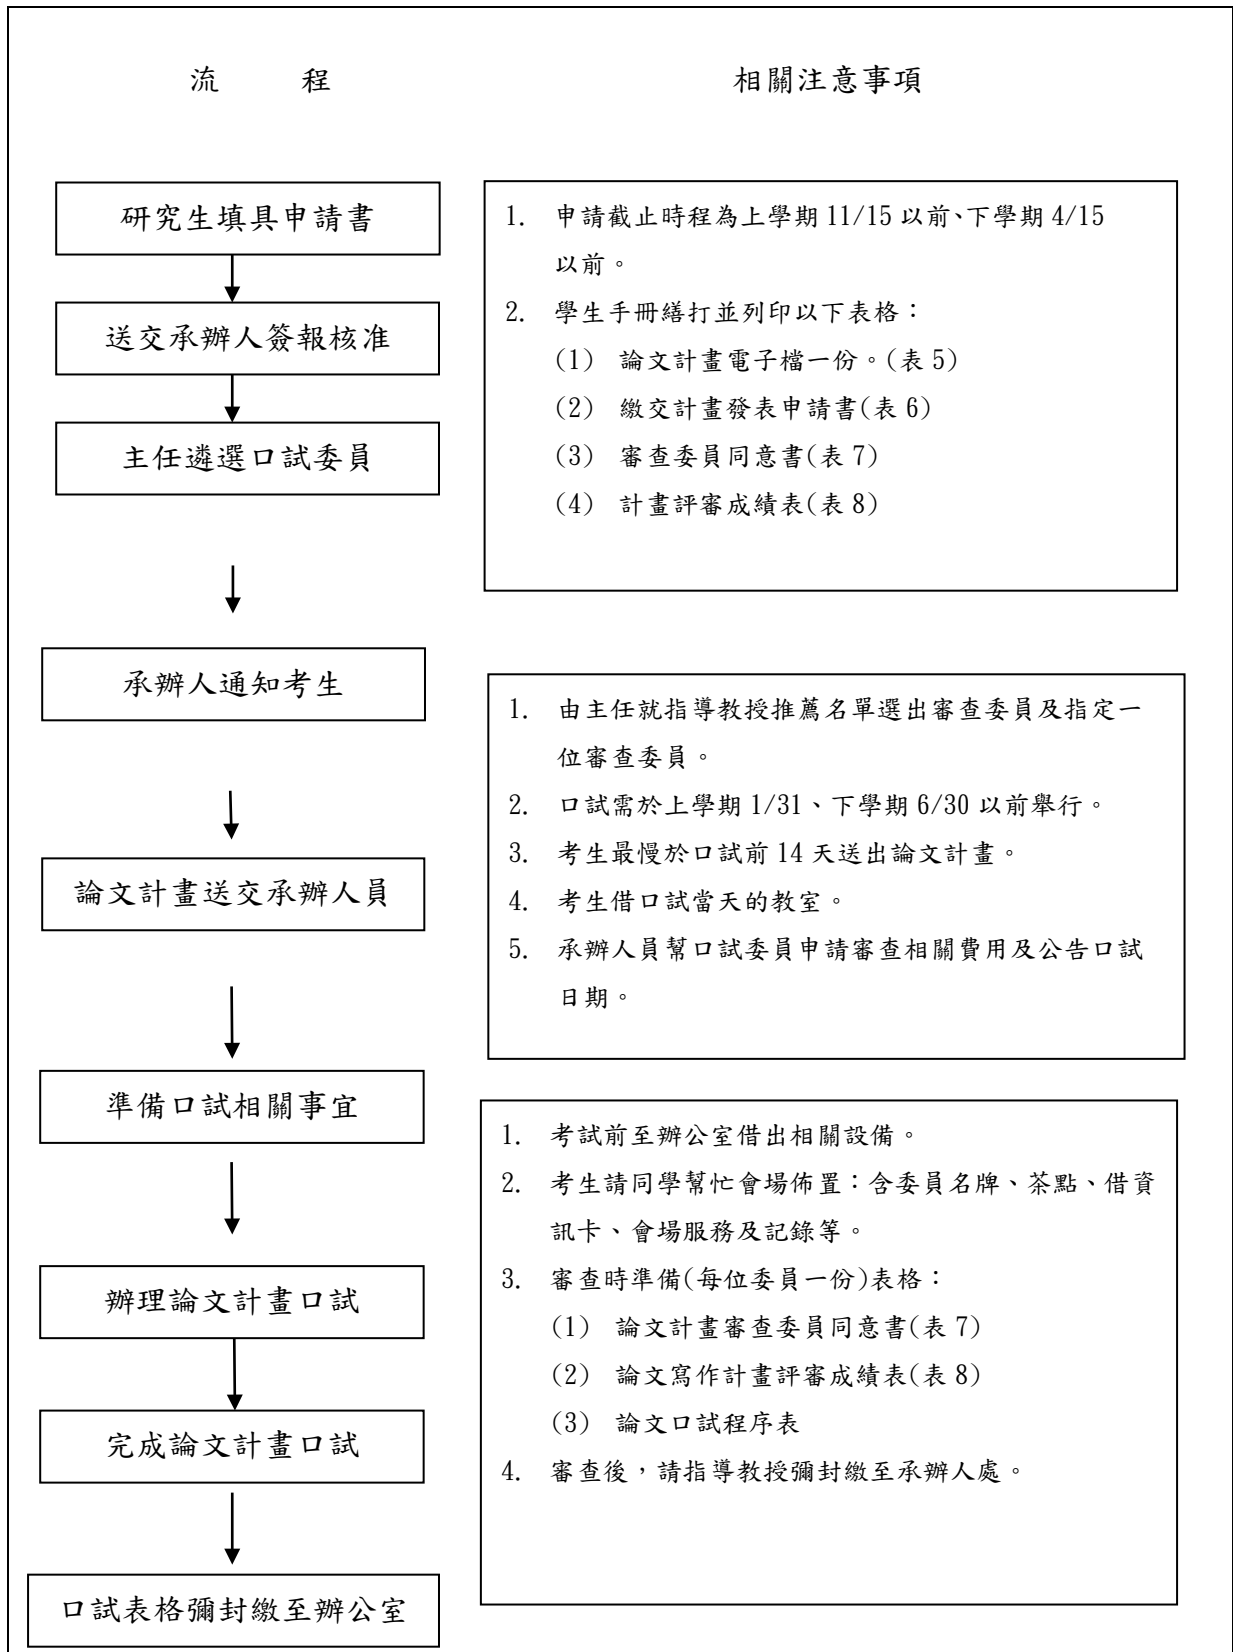 流 程
相關注意事項
研究生填具申請書
送交承辦人簽報核准
主任遴選口試委員
1. 申請截止時程為上學期 11/15 以前、下學期 4/15
以前。
2. 學生手冊繕打並列印以下表格：
(1) 論文計畫電子檔一份。(表 5)
(2) 繳交計畫發表申請書(表 6)
(3) 審查委員同意書(表 7)
(4) 計畫評審成績表(表 8)
承辦人通知考生
論文計畫送交承辦人員
1. 由主任就指導教授推薦名單選出審查委員及指定一
位審查委員。
2. 口試需於上學期 1/31、下學期 6/30 以前舉行。
3. 考生最慢於口試前 14 天送出論文計畫。
4. 考生借口試當天的教室。
5. 承辦人員幫口試委員申請審查相關費用及公告口試
日期。
準備口試相關事宜
辦理論文計畫口試
完成論文計畫口試
口試表格彌封繳至辦公室
1. 考試前至辦公室借出相關設備。
2. 考生請同學幫忙會場佈置：含委員名牌、茶點、借資
訊卡、會場服務及記錄等。
3. 審查時準備(每位委員一份)表格：
(1) 論文計畫審查委員同意書(表 7)
(2) 論文寫作計畫評審成績表(表 8)
(3) 論文口試程序表
4. 審查後，請指導教授彌封繳至承辦人處。